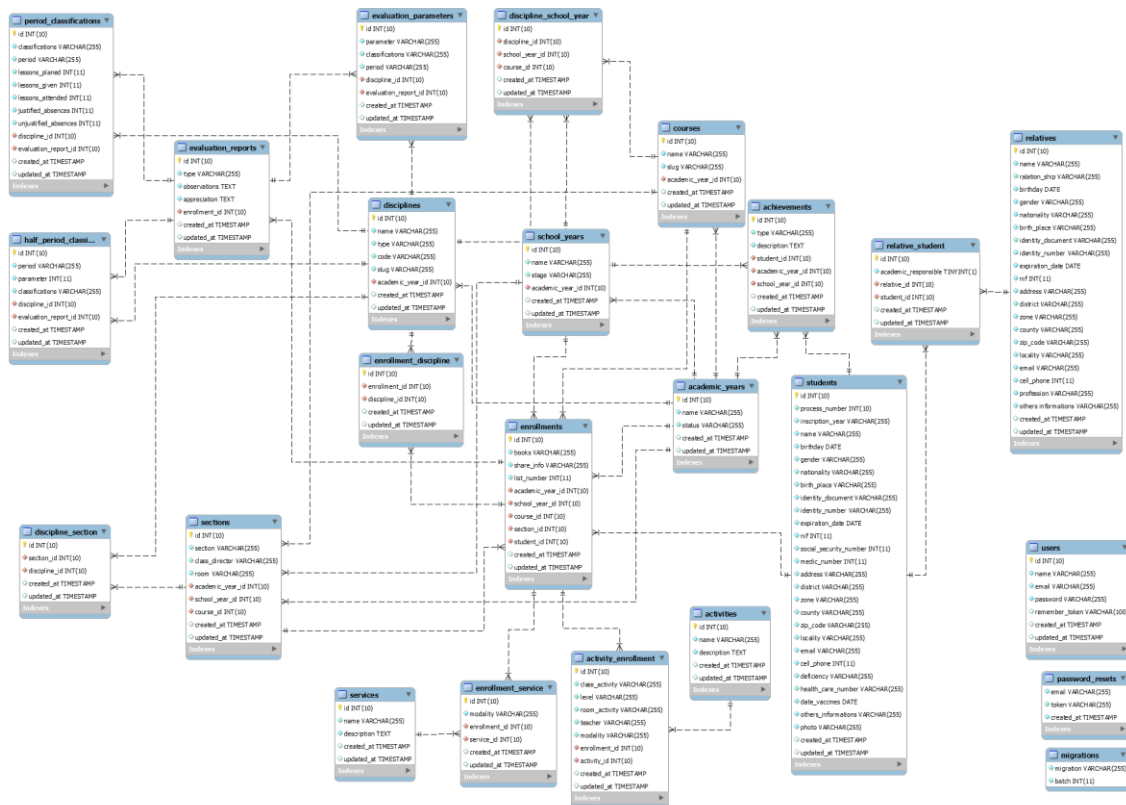 period_classifications
id INT(10)
classifications VARCHAR(255)
period VARCHAR(255)
lessons_planed INT(11)
lessons_given INT(11)
lessons_attended INT(11)
justified_absences INT(11)
unjustified_absences INT(11)
discipline_id INT(10)
evaluation_report_id INT(10)
created_at TIMESTAMP
updated_at TIMESTAMP
Indexes
evaluation_parameters
id INT(10)
parameter VARCHAR(255)
classifications VARCHAR(255)
period VARCHAR(255)
discipline_id INT(10)
evaluation_report_id INT(10)
created_at TIMESTAMP
updated_at TIMESTAMP
Indexes
discipline_school_year
id INT(10)
discipline_id INT(10)
school_year_id INT(10)
course_id INT(10)
created_at TIMESTAMP
updated_at TIMESTAMP
Indexes
courses
id INT(10)
name VARCHAR(255)
slug VARCHAR(255)
academic_year_id INT(10)
created_at TIMESTAMP
updated_at TIMESTAMP
Indexes
relatives
id INT(10)
name VARCHAR(255)
relation_ship VARCHAR(255)
birthday DATE
gender VARCHAR(255)
nationality VARCHAR(255)
birth_place VARCHAR(255)
identity_document VARCHAR(255)
identity_number VARCHAR(255)
expiration_date DATE
nif INT(11)
address VARCHAR(255)
district VARCHAR(255)
zone VARCHAR(255)
county VARCHAR(255)
zip_code VARCHAR(255)
locality VARCHAR(255)
email VARCHAR(255)
cell_phone INT(11)
profession VARCHAR(255)
others informations VARCHAR(255)
created_at TIMESTAMP
updated_at TIMESTAMP
Indexes
evaluation_reports
id INT(10)
type VARCHAR(255)
observations TEXT
appreciation TEXT
enrollment_id INT(10)
created_at TIMESTAMP
updated_at TIMESTAMP
Indexes
disciplines
id INT(10)
name VARCHAR(255)
type VARCHAR(255)
code VARCHAR(255)
slug VARCHAR(255)
academic_year_id INT(10)
created_at TIMESTAMP
updated_at TIMESTAMP
Indexes
school_years
id INT(10)
name VARCHAR(255)
stage VARCHAR(255)
academic_year_id INT(10)
created_at TIMESTAMP
updated_at TIMESTAMP
Indexes
achievements
id INT(10)
type VARCHAR(255)
description TEXT
student_id INT(10)
academic_year_id INT(10)
school_year_id INT(10)
created_at TIMESTAMP
updated_at TIMESTAMP
Indexes
relative_student
id INT(10)
academic_responsible TINYINT(1)
relative_id INT(10)
student_id INT(10)
created_at TIMESTAMP
updated_at TIMESTAMP
Indexes
half_period_classi...
id INT(10)
period VARCHAR(255)
parameter INT(11)
classifications VARCHAR(255)
discipline_id INT(10)
evaluation_report_id INT(10)
created_at TIMESTAMP
updated_at TIMESTAMP
Indexes
enrollment_discipline
id INT(10)
enrollment_id INT(10)
discipline_id INT(10)
created_at TIMESTAMP
updated_at TIMESTAMP
Indexes
academic_years
id INT(10)
name VARCHAR(255)
status VARCHAR(255)
created_at TIMESTAMP
updated_at TIMESTAMP
Indexes
students
id INT(10)
process_number INT(10)
inscription_year VARCHAR(255)
name VARCHAR(255)
birthday DATE
gender VARCHAR(255)
nationality VARCHAR(255)
birth_place VARCHAR(255)
identity_document VARCHAR(255)
identity_number VARCHAR(255)
expiration_date DATE
nif INT(11)
social_security_number INT(11)
medic_number INT(11)
address VARCHAR(255)
district VARCHAR(255)
zone VARCHAR(255)
county VARCHAR(255)
zip_code VARCHAR(255)
locality VARCHAR(255)
email VARCHAR(255)
cell_phone INT(11)
deficiency VARCHAR(255)
health_care_number VARCHAR(255)
date_vaccines DATE
others_informations VARCHAR(255)
photo VARCHAR(255)
created_at TIMESTAMP
updated_at TIMESTAMP
Indexes
enrollments
id INT(10)
books VARCHAR(255)
share_info VARCHAR(255)
list_number INT(11)
academic_year_id INT(10)
school_year_id INT(10)
course_id INT(10)
section_id INT(10)
student_id INT(10)
created_at TIMESTAMP
updated_at TIMESTAMP
Indexes
discipline_section
id INT(10)
section_id INT(10)
discipline_id INT(10)
created_at TIMESTAMP
updated_at TIMESTAMP
Indexes
sections
id INT(10)
section VARCHAR(255)
class_director VARCHAR(255)
room VARCHAR(255)
academic_year_id INT(10)
school_year_id INT(10)
course_id INT(10)
created_at TIMESTAMP
updated_at TIMESTAMP
Indexes
users
id INT(10)
name VARCHAR(255)
email VARCHAR(255)
password VARCHAR(255)
remember_token VARCHAR(100)
created_at TIMESTAMP
updated_at TIMESTAMP
Indexes
activities
id INT(10)
name VARCHAR(255)
description TEXT
created_at TIMESTAMP
updated_at TIMESTAMP
Indexes
activity_enrollment
id INT(10)
class_activity VARCHAR(255)
level VARCHAR(255)
room_activity VARCHAR(255)
teacher VARCHAR(255)
modality VARCHAR(255)
enrollment_id INT(10)
activity_id INT(10)
created_at TIMESTAMP
updated_at TIMESTAMP
Indexes
services
id INT(10)
name VARCHAR(255)
description TEXT
created_at TIMESTAMP
updated_at TIMESTAMP
Indexes
enrollment_service
id INT(10)
modality VARCHAR(255)
enrollment_id INT(10)
service_id INT(10)
created_at TIMESTAMP
updated_at TIMESTAMP
Indexes
password_resets
email VARCHAR(255)
token VARCHAR(255)
created_at TIMESTAMP
Indexes
migrations
migration VARCHAR(255)
batch INT(11)
Indexes